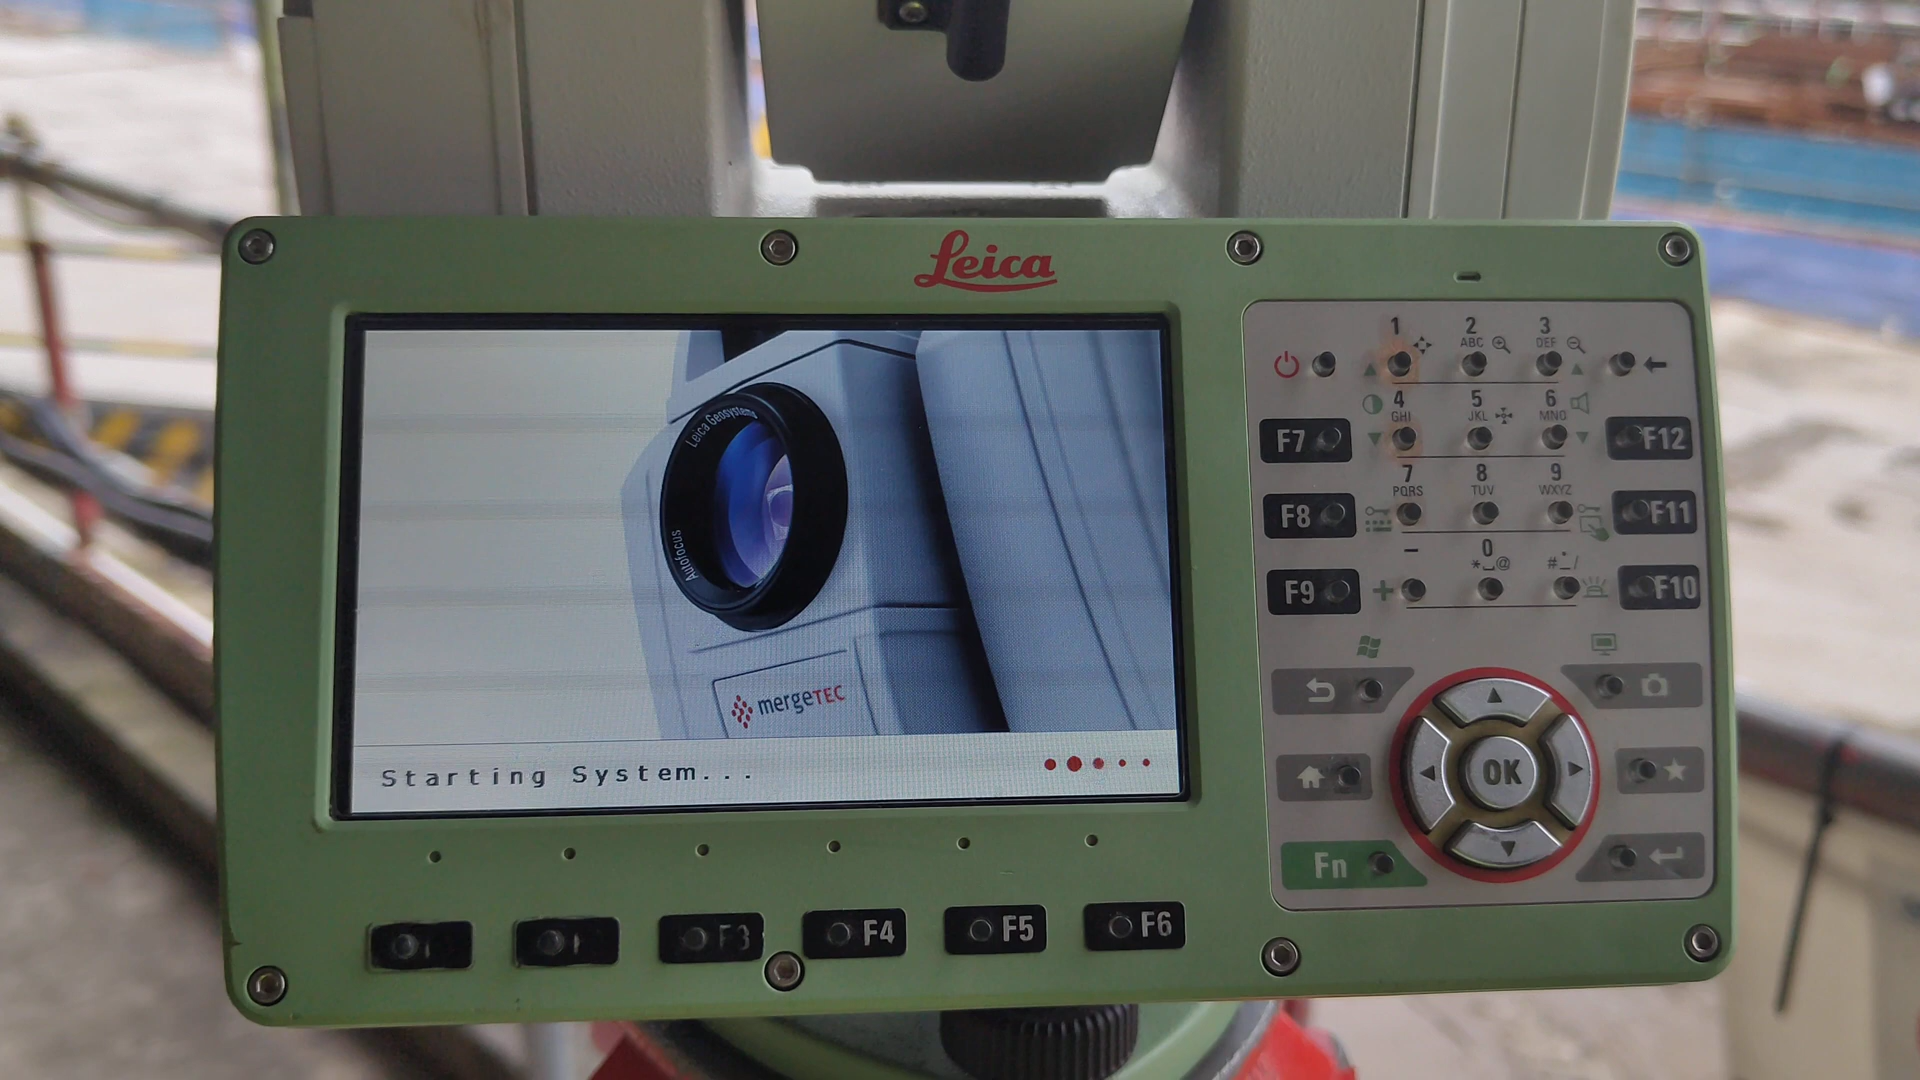 Leica
Leica Geosystems
Autofocus
mergeTEC
Starting System...
1
2
3
ABC
DEF
4
5
6
GHI
JKL
MNO
F7
F12
7
8
9
PQRS
TUV
WXYZ
F8
F11
-
0
*⎵@
#
/
F9
+
F10
OK
Fn
F3
F4
F5
F6